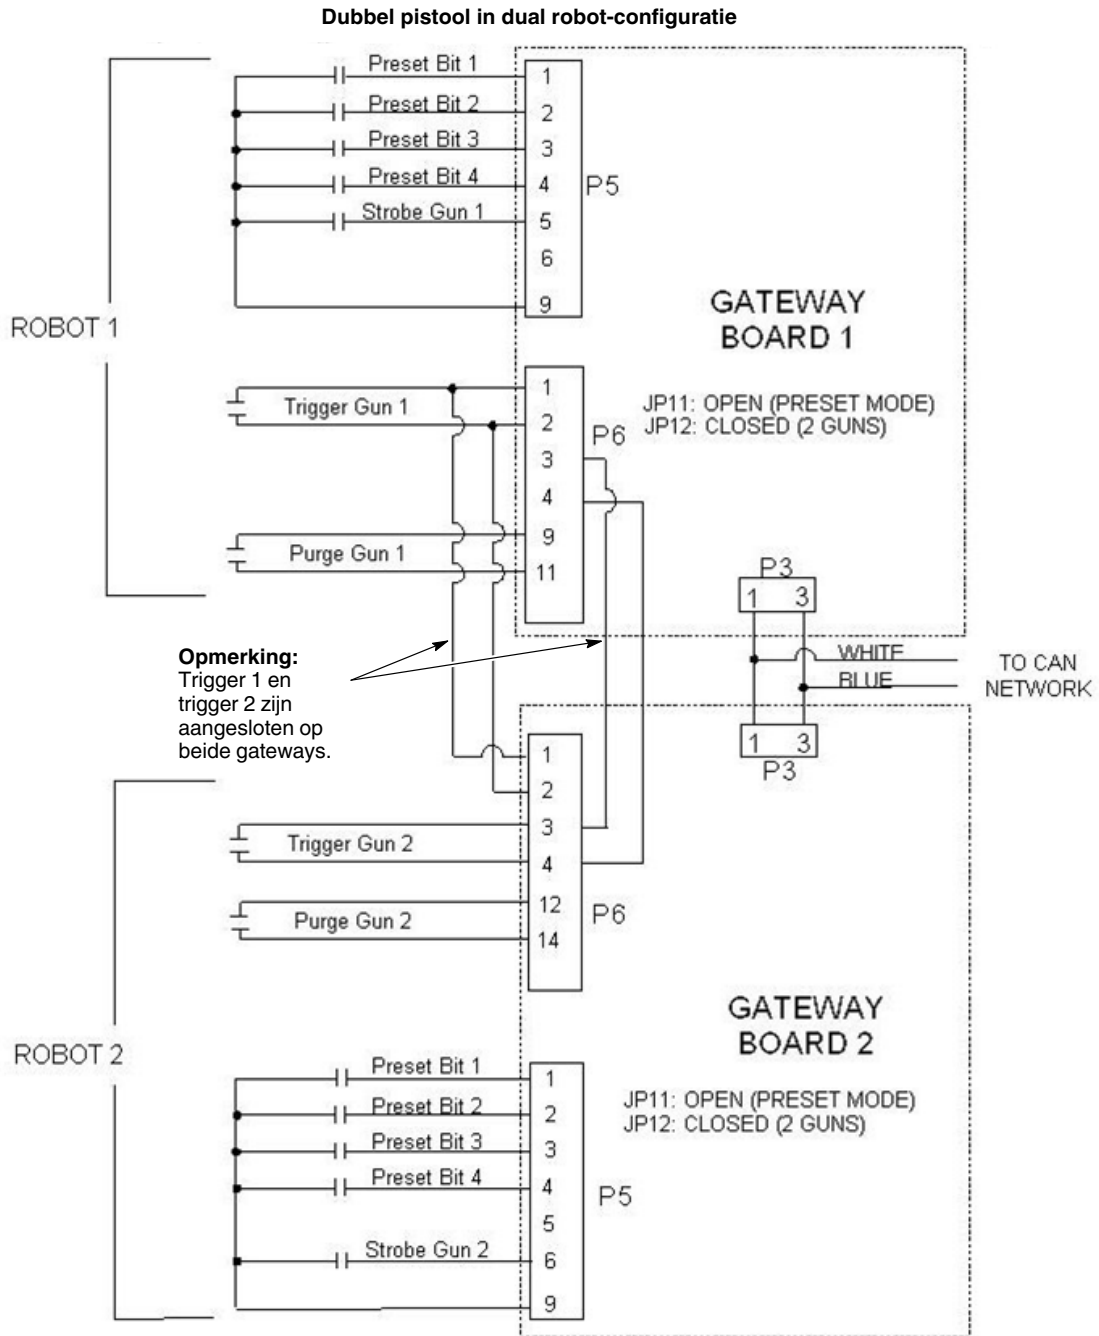 Dubbel pistool in dual robot-configuratie
Preset Bit 1
1
Preset Bit 2
2
Preset Bit 3
3
Preset Bit 4
4
P5
Strobe Gun 1
5
6
9
ROBOT 1
GATEWAY
BOARD 1
JP11: OPEN (PRESET MODE)
JP12: CLOSED (2 GUNS)
1
Trigger Gun 1
2
P6
3
4
9
Purge Gun 1
11
P3
1 3
WHITE
BLUE
TO CAN
NETWORK
1 3
P3
Opmerking:
Trigger 1 en
trigger 2 zijn
aangesloten op
beide gateways.
1
2
3
Trigger Gun 2
4
12
P6
Purge Gun 2
14
ROBOT 2
GATEWAY
BOARD 2
JP11: OPEN (PRESET MODE)
JP12: CLOSED (2 GUNS)
Preset Bit 1
1
Preset Bit 2
2
Preset Bit 3
3
Preset Bit 4
4
P5
5
Strobe Gun 2
6
9